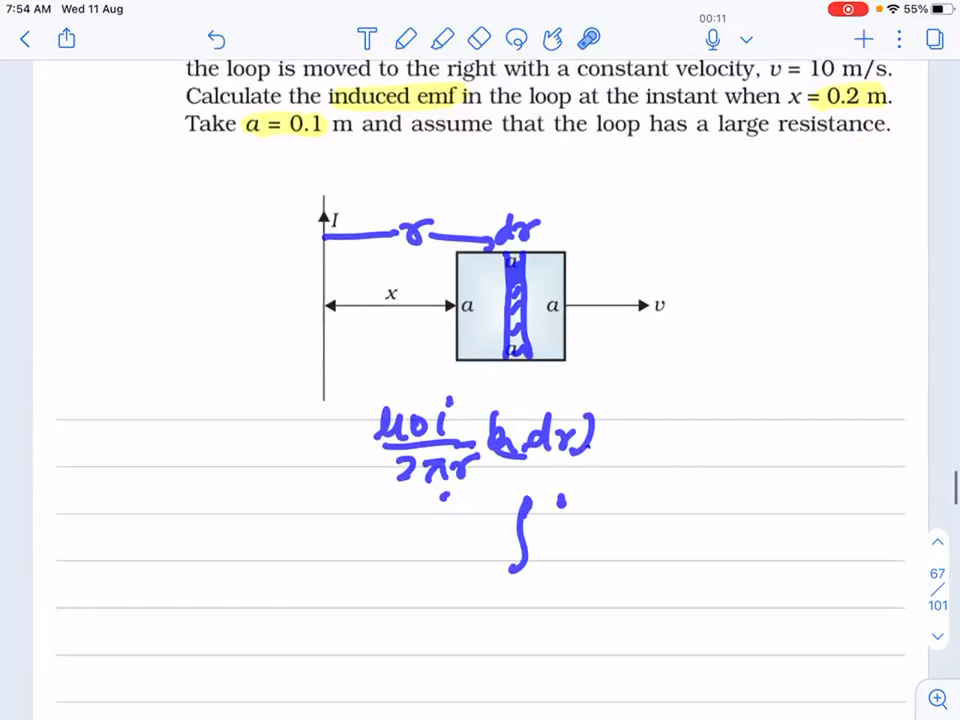 7:54 AM Wed 11 Aug
00:11
55%
the loop is moved to the right with a constant velocity, v = 10 m/s.
Calculate the induced emf in the loop at the instant when x = 0.2 m.
Take a = 0.1 m and assume that the loop has a large resistance.
I
r dr
a
x a a v
a
μ0i/2πr (a dr)
∫
67
/
101